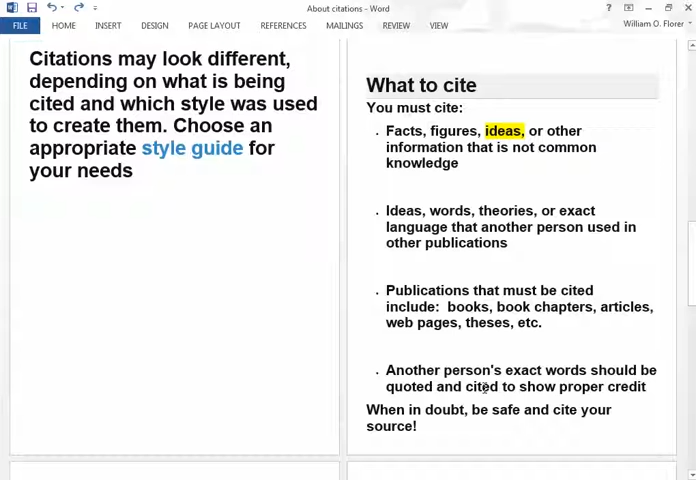 About citations - Word
FILE HOME INSERT DESIGN PAGE LAYOUT REFERENCES MAILINGS REVIEW VIEW
William O. Florer
Citations may look different,
depending on what is being
cited and which style was used
to create them. Choose an
appropriate style guide for
your needs
What to cite
You must cite:
. Facts, figures, ideas, or other
information that is not common
knowledge
. Ideas, words, theories, or exact
language that another person used in
other publications
. Publications that must be cited
include: books, book chapters, articles,
web pages, theses, etc.
. Another person's exact words should be
quoted and cited to show proper credit
When in doubt, be safe and cite your
source!